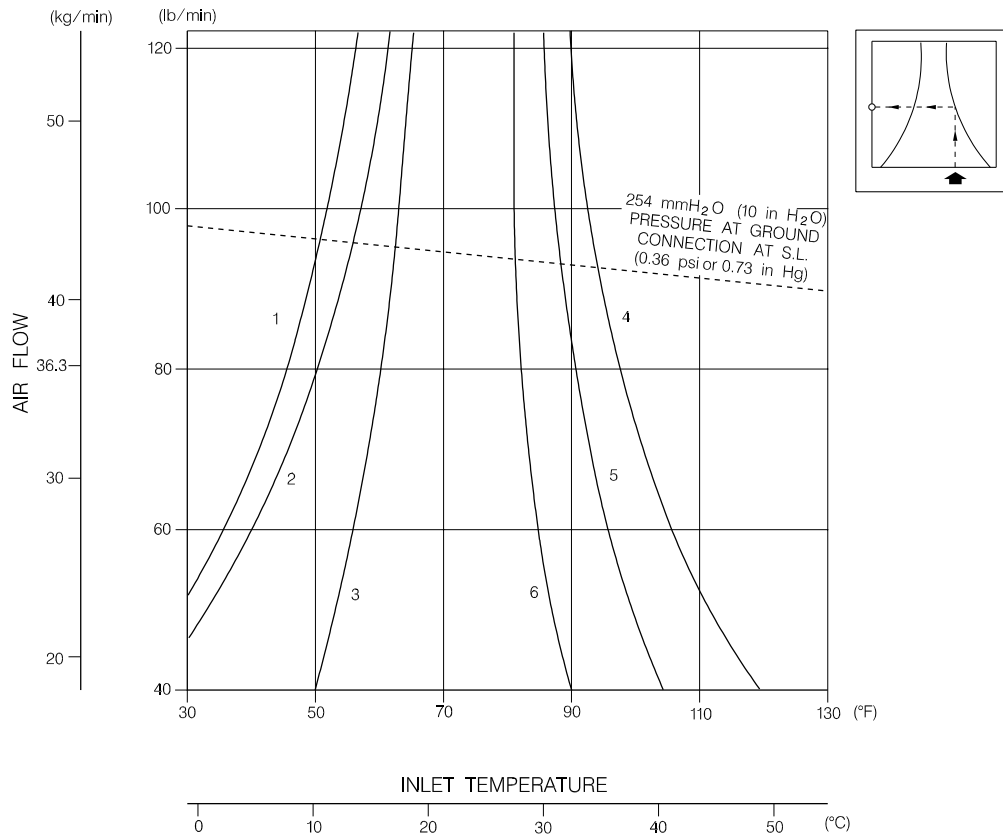 (kg/min)
(lb/min)
120
50
100
254 mmH2O (10 in H2O)
PRESSURE AT GROUND
CONNECTION AT S.L.
(0.36 psi or 0.73 in Hg)
40
1
4
AIR FLOW
36.3
80
30
2
5
60
3
6
20
40
30
50
70
90
110
130
(°F)
INLET TEMPERATURE
0
10
20
30
40
50
(°C)